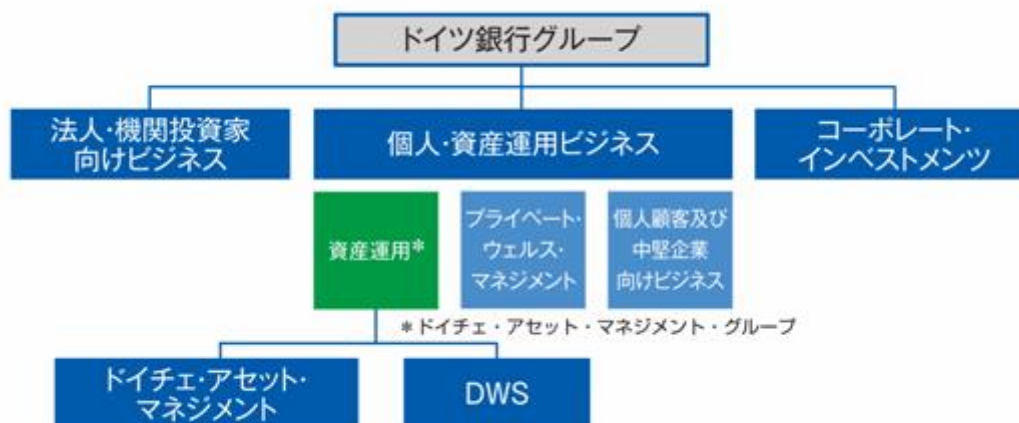 ドイツ銀行グループ
法人・機関投資家
向けビジネス
個人・資産運用ビジネス
コーポレート・
インベストメンツ
資産運用*
プライベート・
ウェルス・
マネジメント
個人顧客及び
中堅企業
向けビジネス
*ドイチェ・アセット・マネジメント・グループ
ドイチェ・アセット・
マネジメント
DWS